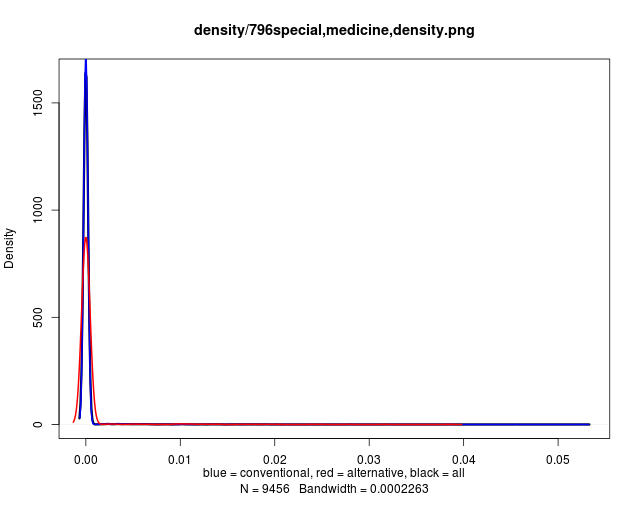 density/796special,medicine,density.png
Density
0
500
1000
1500
0.00 0.01 0.02 0.03 0.04 0.05
blue = conventional, red = alternative, black = all
N = 9456 Bandwidth = 0.0002263